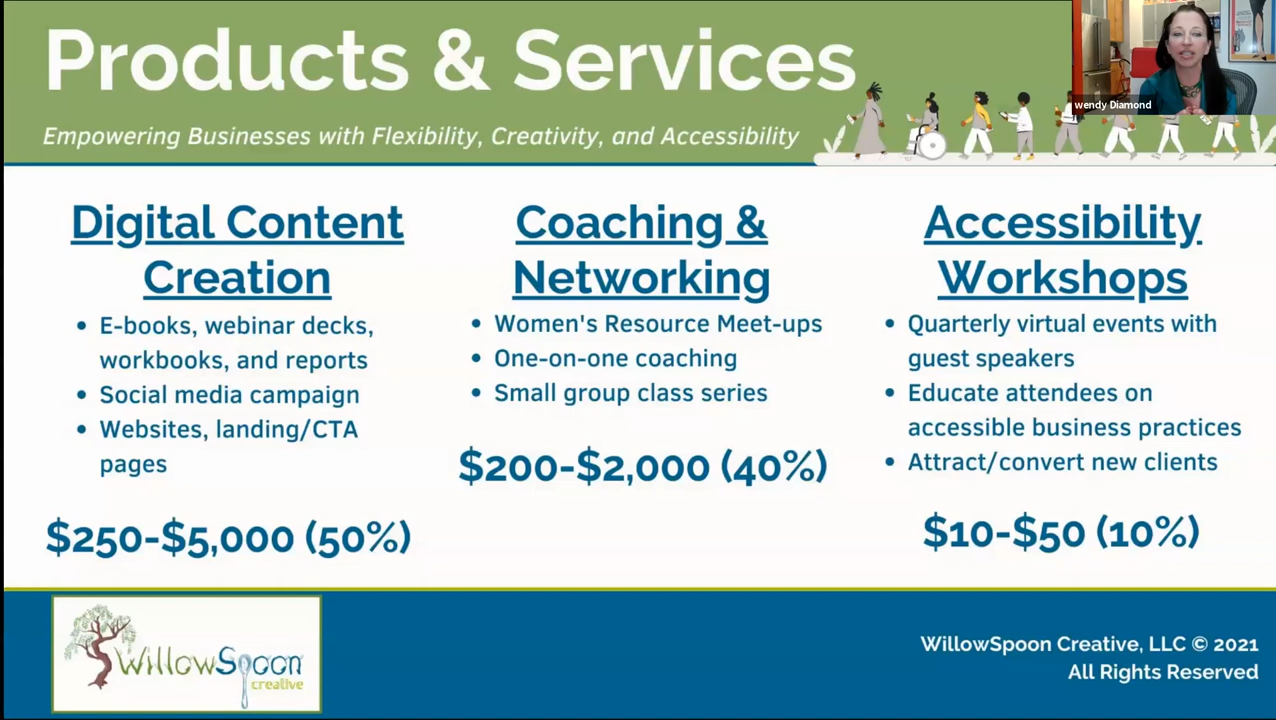 Products & Services
wendy Diamond
Empowering Businesses with Flexibility, Creativity, and Accessibility
Digital Content
Creation
• E-books, webinar decks,
workbooks, and reports
• Social media campaign
• Websites, landing/CTA
pages
$250-$5,000 (50%)
Coaching &
Networking
• Women's Resource Meet-ups
• One-on-one coaching
• Small group class series
$200-$2,000 (40%)
Accessibility
Workshops
• Quarterly virtual events with
guest speakers
• Educate attendees on
accessible business practices
• Attract/convert new clients
$10-$50 (10%)
WillowSpoon
creative
WillowSpoon Creative, LLC © 2021
All Rights Reserved